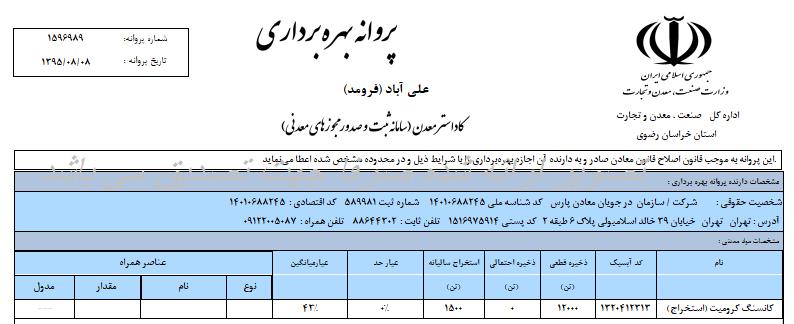 شماره پروانه: ۱۵۹۶۹۸۹
تاریخ پروانه : ۱۳۹۵/۰۸/۰۸
پروانه بهره برداری
علی آباد (فرومد)
کاداستر معدن (سامانه ثبت و صدور مجوزهای معدنی)
جمهوری اسلامی ایران
وزارت صنعت، معدن و تجارت
اداره کل صنعت ، معدن و تجارت
استان خراسان رضوی
این پروانه به موجب قانون اصلاح قانون معادن صادر و به دارنده آن اجازه بهره‌برداری را با شرایط ذیل و در محدوده مشخص شده اعطا می نماید.
مشخصات دارنده پروانه بهره برداری :
شخصیت حقوقی : شرکت / سازمان در جویان معادن پارس کد شناسه ملی ۱۴۰۱۰۶۸۸۲۴۵ شماره ثبت ۵۸۹۹۸۱ کد اقتصادی : ۱۴۰۱۰۶۸۸۲۴۵
آدرس : تهران تهران خیابان ۳۹ خالد اسلامبولی پلاک ۶ طبقه ۲ کد پستی ۱۵۱۶۹۷۵۹۱۴ تلفن ثابت : ۸۸۶۴۴۳۰۲ تلفن همراه : ۰۹۱۲۲۰۰۵۰۸۷
مشخصات مواد معدنی :
نام کد آیسیک ذخیره قطعی (تن) ذخیره احتمالی (تن) استخراج سالیانه (تن) عیار حد عیارمیانگین عناصر همراه
نوع نام مقدار مدول
کانسنگ کرومیت (استخراج) ۱۳۲۰۴۱۲۳۱۳ ۱۲۰۰۰ ۰ ۱۵۰۰ ۰% ۴۳% ----